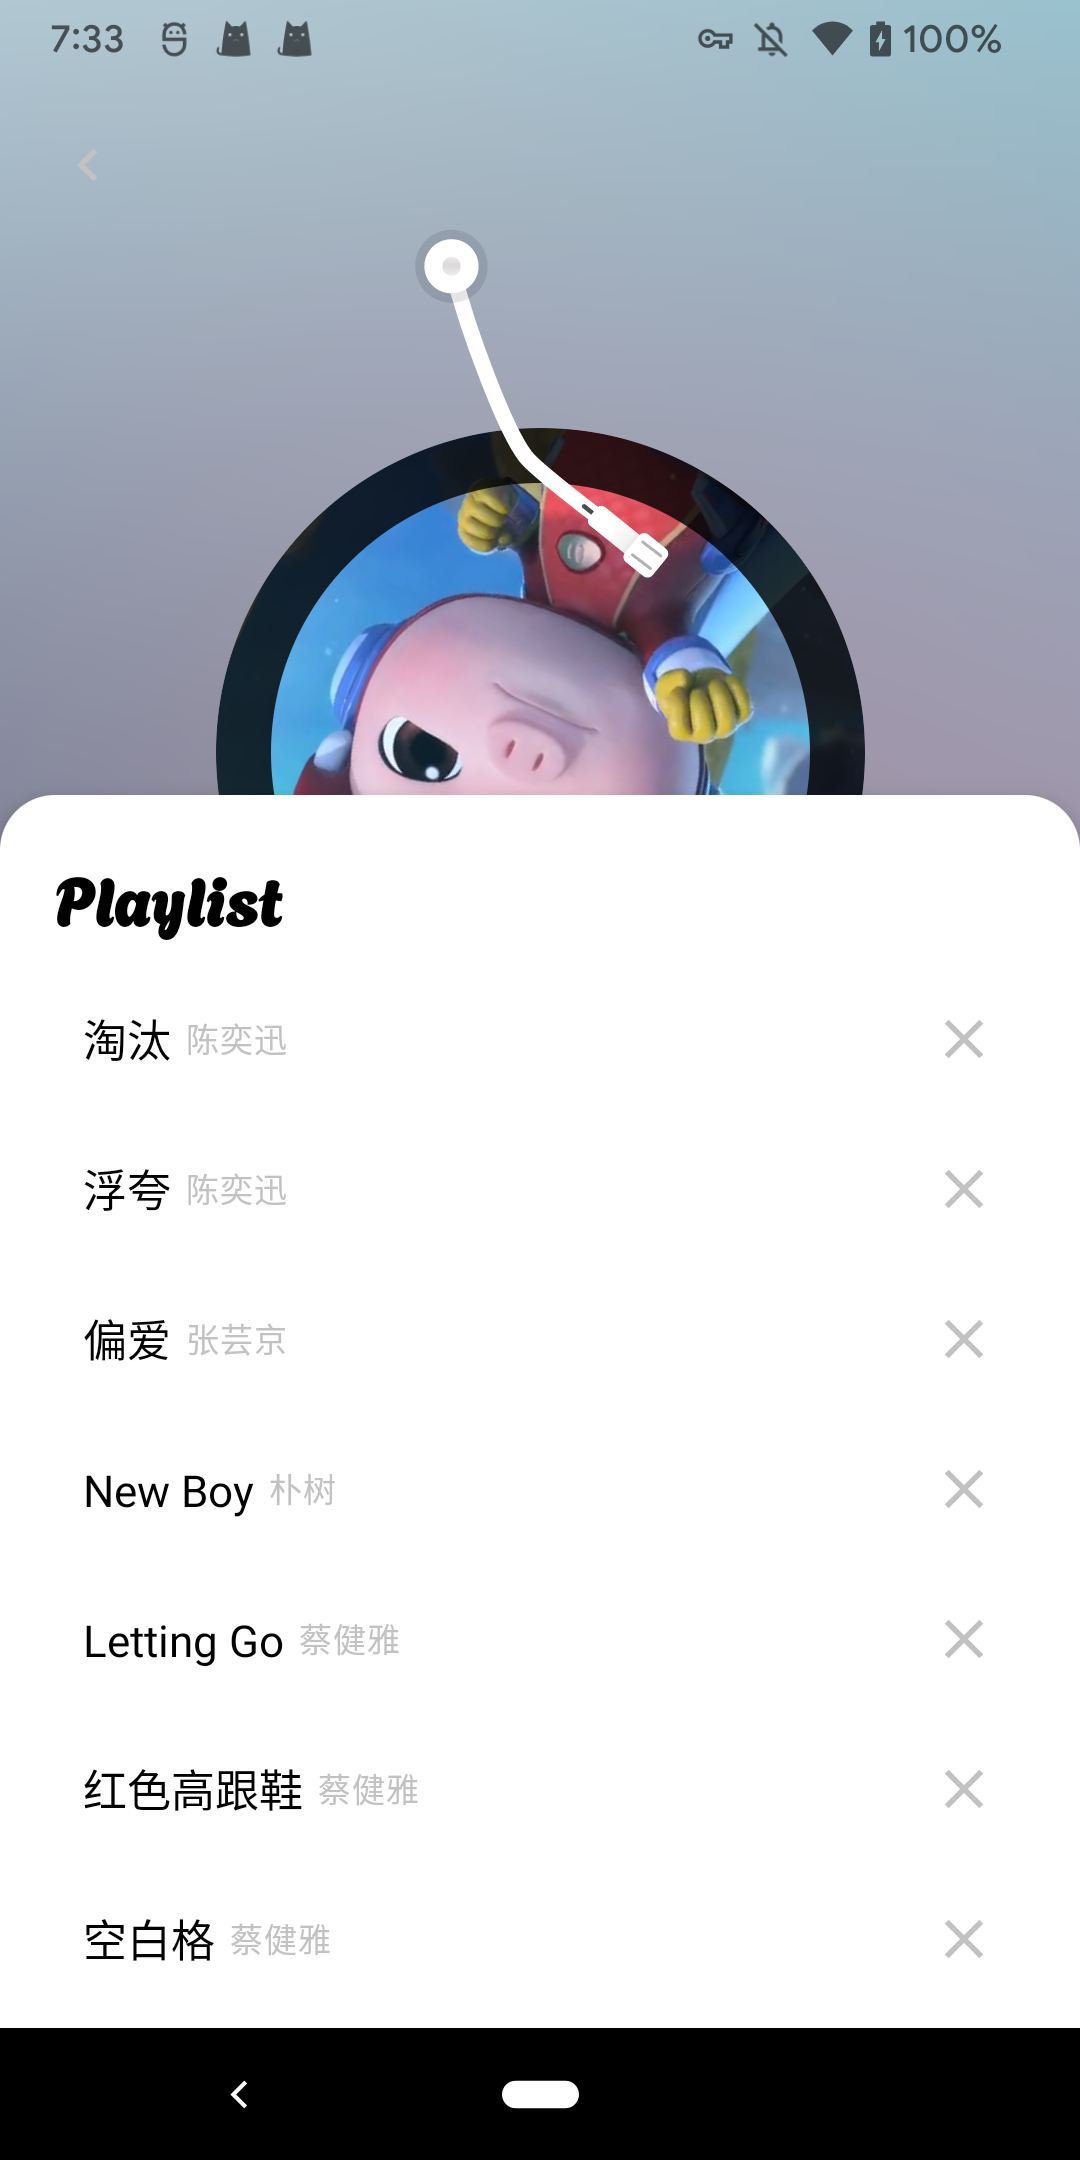 7:33 100%
Playlist
淘汰 陈奕迅
浮夸 陈奕迅
偏爱 张芸京
New Boy 朴树
Letting Go 蔡健雅
红色高跟鞋 蔡健雅
空白格 蔡健雅